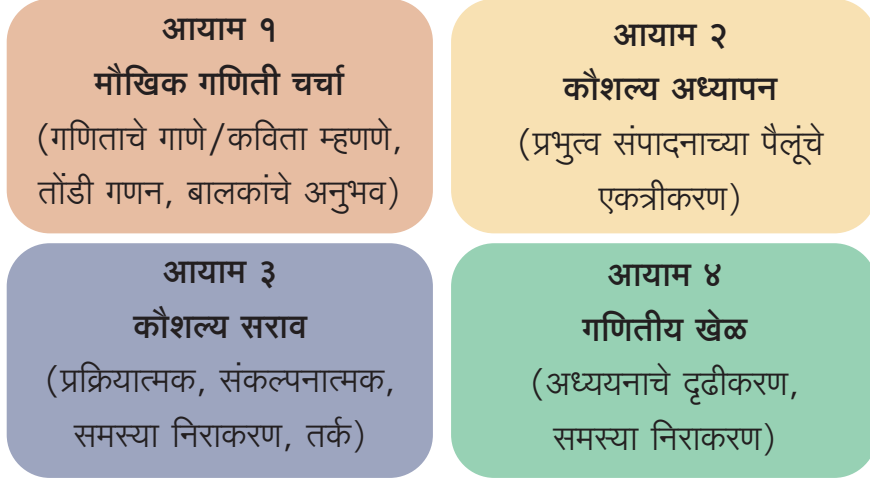 आयाम १
मौखिक गणिती चर्चा
(गणिताचे गाणे/कविता म्हणणे,
तोंडी गणन, बालकांचे अनुभव)
आयाम २
कौशल्य अध्यापन
(प्रभुत्व संपादनाच्या पैलूंचे
एकत्रीकरण)
आयाम ३
कौशल्य सराव
(प्रक्रियात्मक, संकल्पनात्मक,
समस्या निराकरण, तर्क)
आयाम ४
गणितीय खेळ
(अध्ययनाचे दृढीकरण,
समस्या निराकरण)